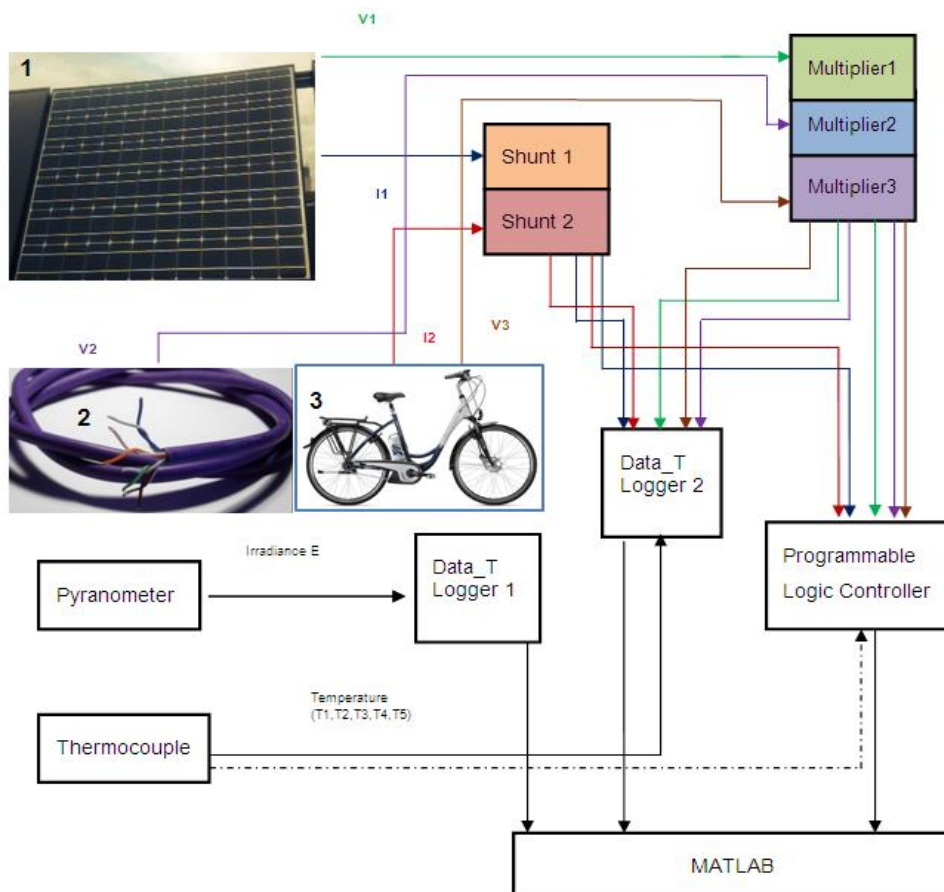 V1
1
Multiplier1
Multiplier2
Multiplier3
Shunt 1
Shunt 2
I1
V2
I2
V3
2
3
Data_T
Logger 2
Irradiance E
Pyranometer
Data_T
Logger 1
Programmable
Logic Controller
Temperature
(T1,T2,T3,T4,T5)
Thermocouple
MATLAB